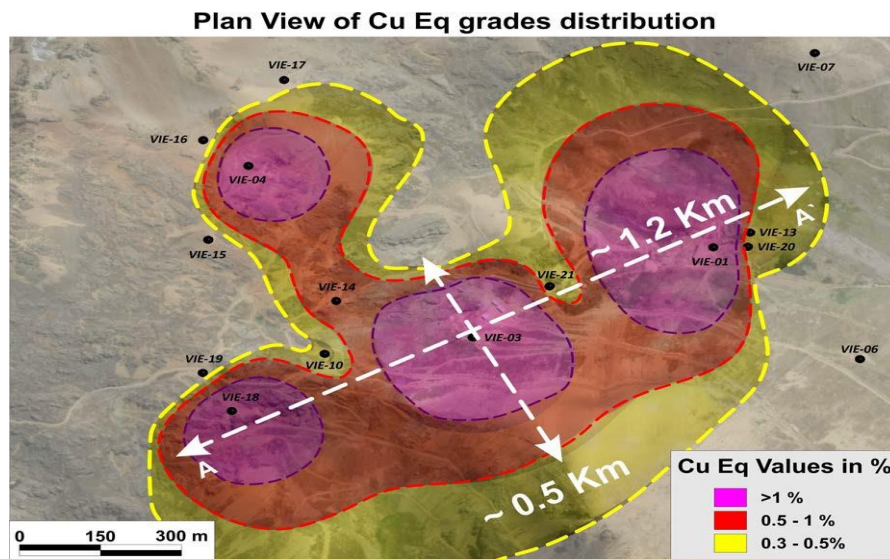 Plan View of Cu Eq grades distribution
VIE-17
VIE-07
VIE-16
VIE-04
~ 1.2 Km
A`
VIE-13
VIE-15
VIE-20
VIE-01
VIE-21
VIE-14
VIE-03
VIE-10
VIE-06
VIE-19
VIE-18
A
~ 0.5 Km
Cu Eq Values in %
>1 %
0.5 - 1 %
0.3 - 0.5%
0 150 300 m